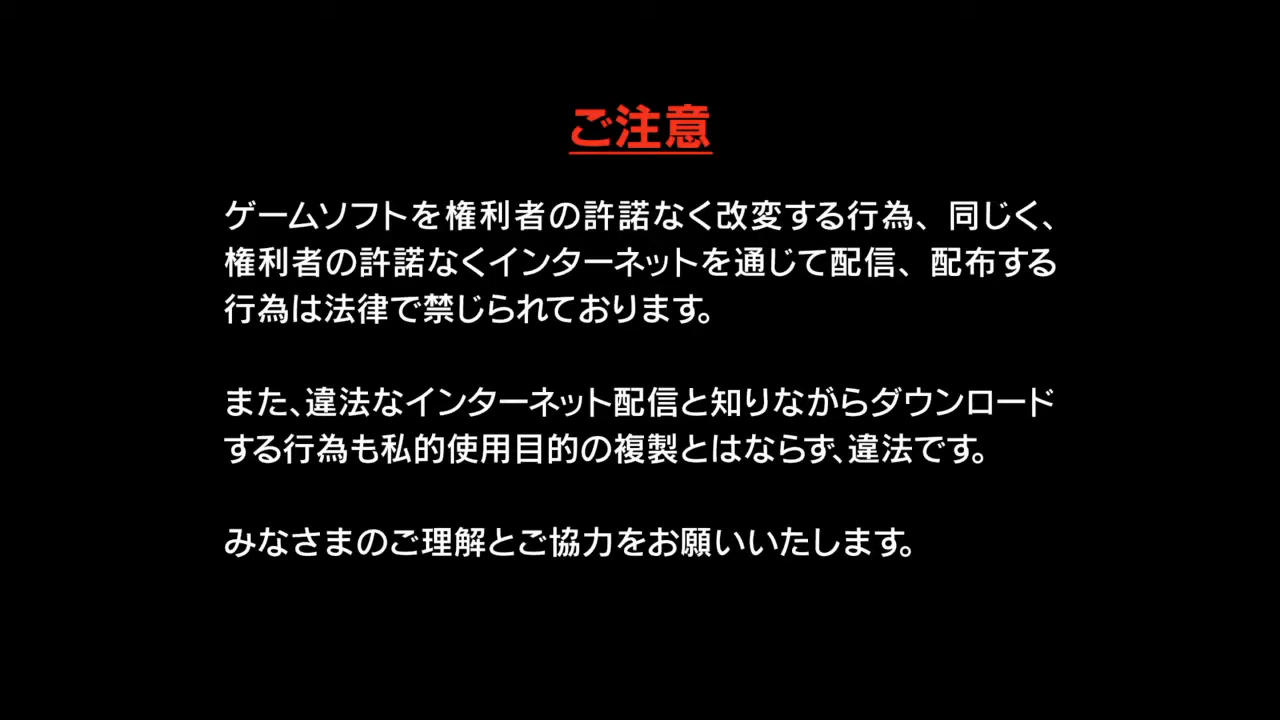 ご注意
ゲームソフトを権利者の許諾なく改変する行為、同じく、
権利者の許諾なくインターネットを通じて配信、配布する
行為は法律で禁じられております。
また、違法なインターネット配信と知りながらダウンロード
する行為も私的使用目的の複製とはならず、違法です。
みなさまのご理解とご協力をお願いいたします。